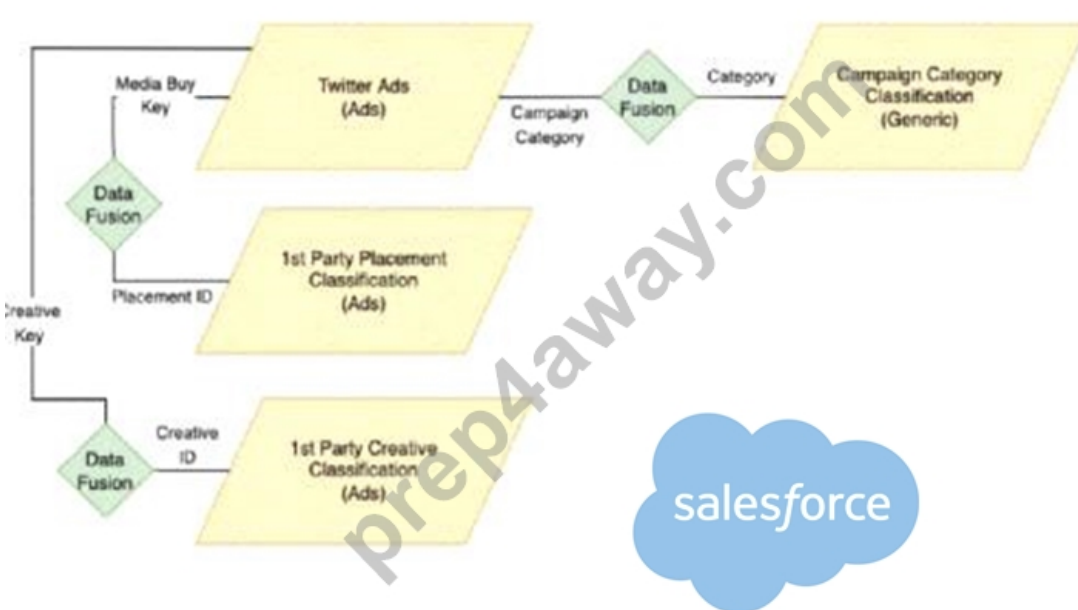 Media Buy
Key
Twitter Ads
(Ads)
Campaign
Category
Data
Fusion
Category
Campaign Category
Classification
(Generic)
Data
Fusion
Placement ID
1st Party Placement
Classification
(Ads)
Key
Data
Fusion
Creative
ID
1st Party Creative
Classification
(Ads)
salesforce
prep4away.com